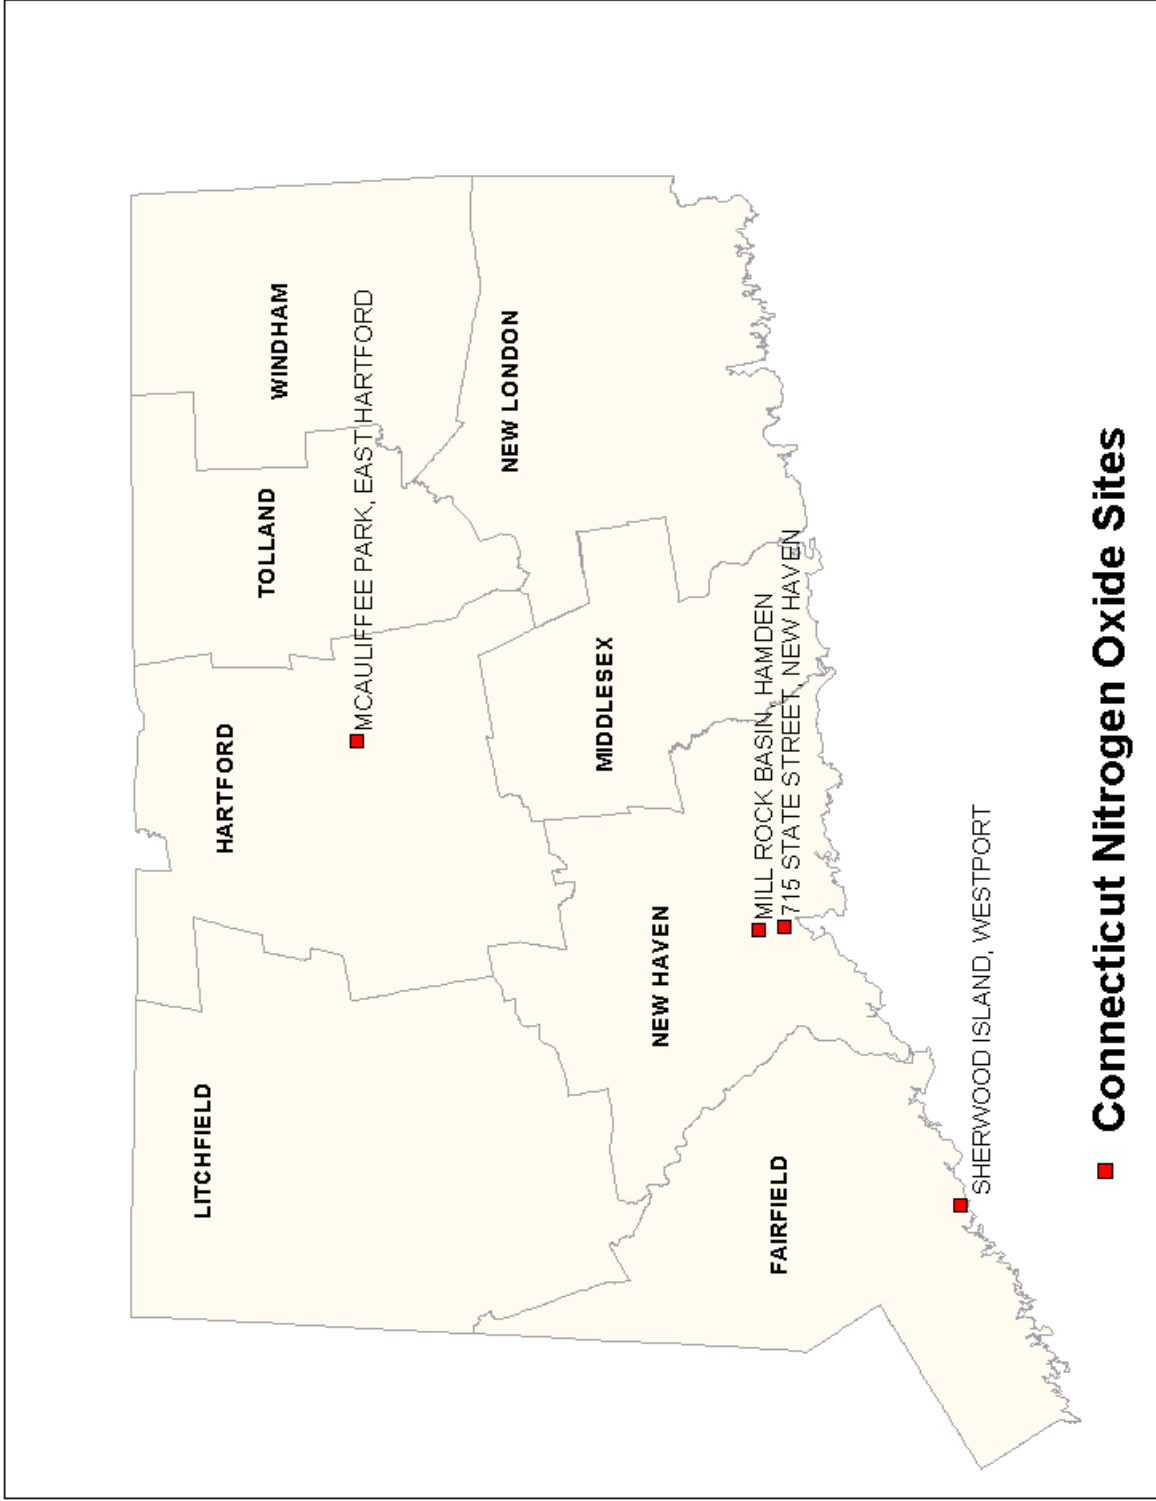 LITCHFIELD
HARTFORD
TOLLAND
WINDHAM
MCAULIFFEE PARK, EAST HARTFORD
NEW LONDON
MIDDLESEX
NEW HAVEN
MILL ROCK BASIN, HAMDEN
715 STATE STREET, NEW HAVEN
FAIRFIELD
SHERWOOD ISLAND, WESTPORT
Connecticut Nitrogen Oxide Sites